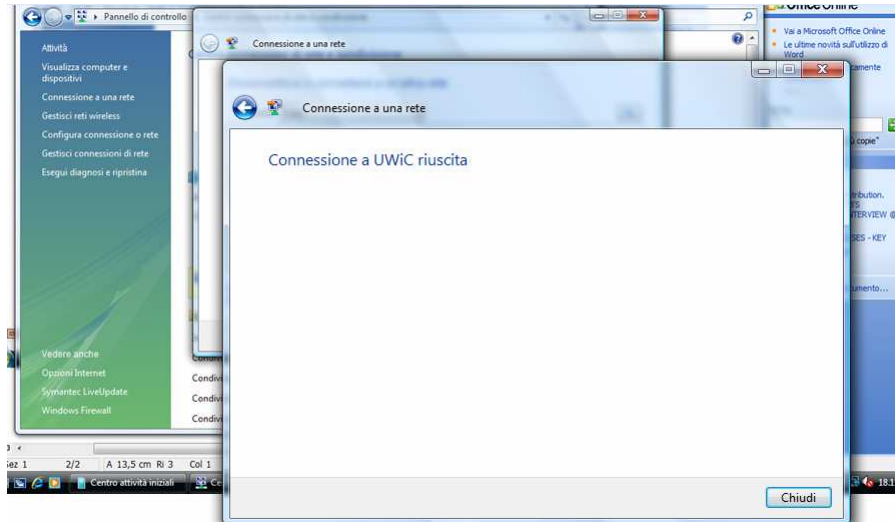 Pannello di controllo
Office Online
Attività
Visualizza computer e
dispositivi
Connessione a una rete
Gestisci reti wireless
Configura connessione o rete
Gestisci connessioni di rete
Esegui diagnosi e ripristina
Vedere anche
Opzioni Internet
Symantec LiveUpdate
Windows Firewall
Connessione a una rete
Vai a Microsoft Office Online
Le ultime novità sull'utilizzo di
Word
Connessione a una rete
Connessione a UWiC riuscita
Chiudi
copie"
INTERVIEW @
- KEY
Condivi
Condivi
Condivi
2/2 A 13,5 cm Ri 3 Col 1
Centro attività iniziali